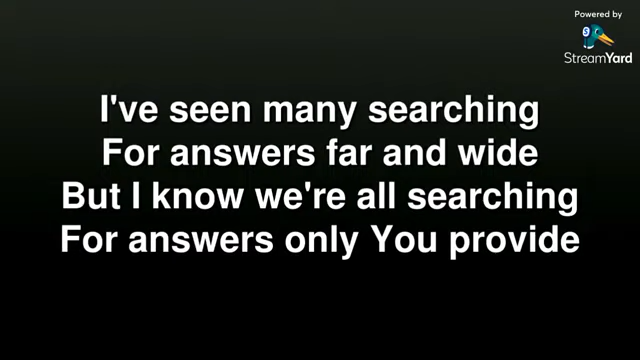 Powered by
StreamYard
I've seen many searching
For answers far and wide
But I know we're all searching
For answers only You provide